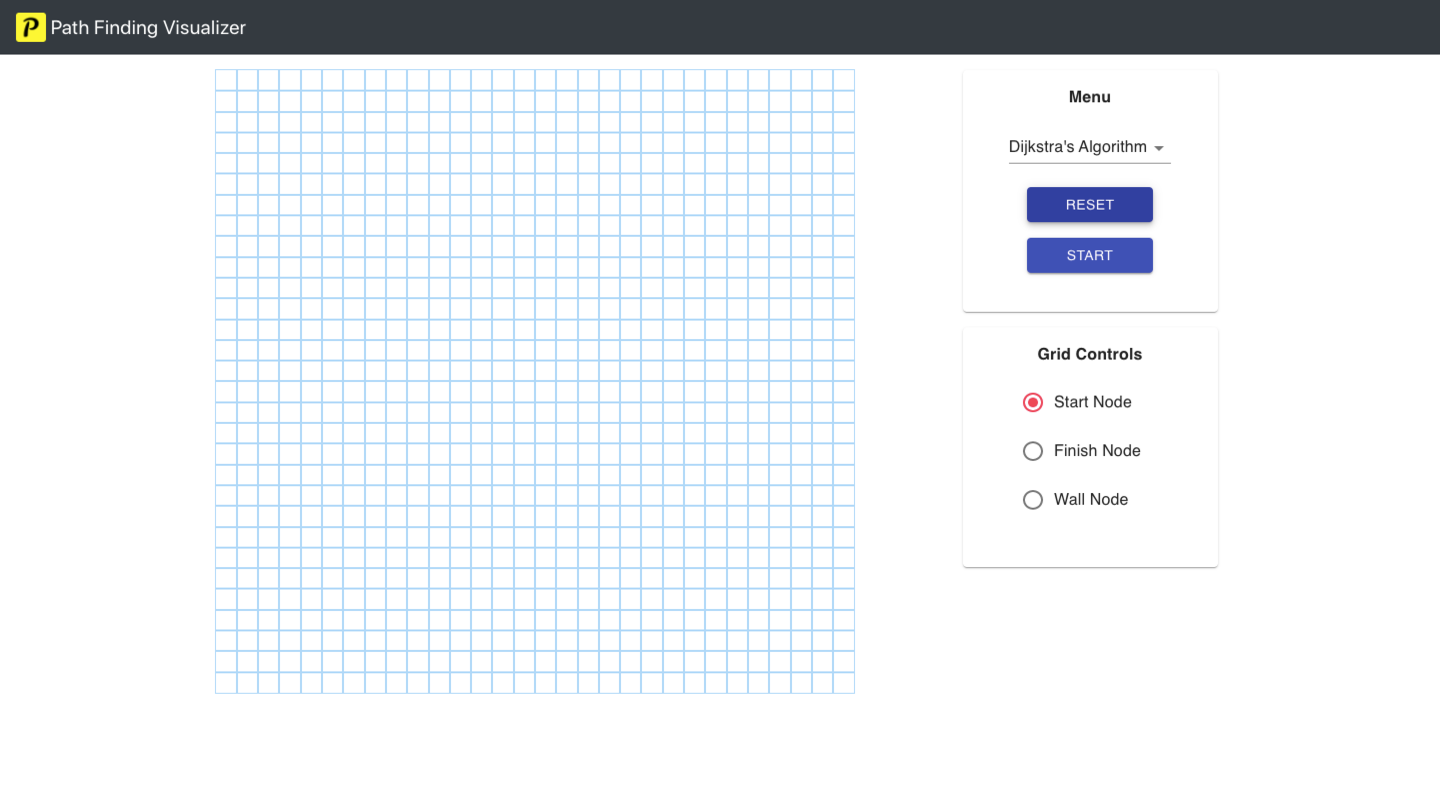 P Path Finding Visualizer
Menu
Dijkstra's Algorithm
RESET
START
Grid Controls
Start Node
Finish Node
Wall Node